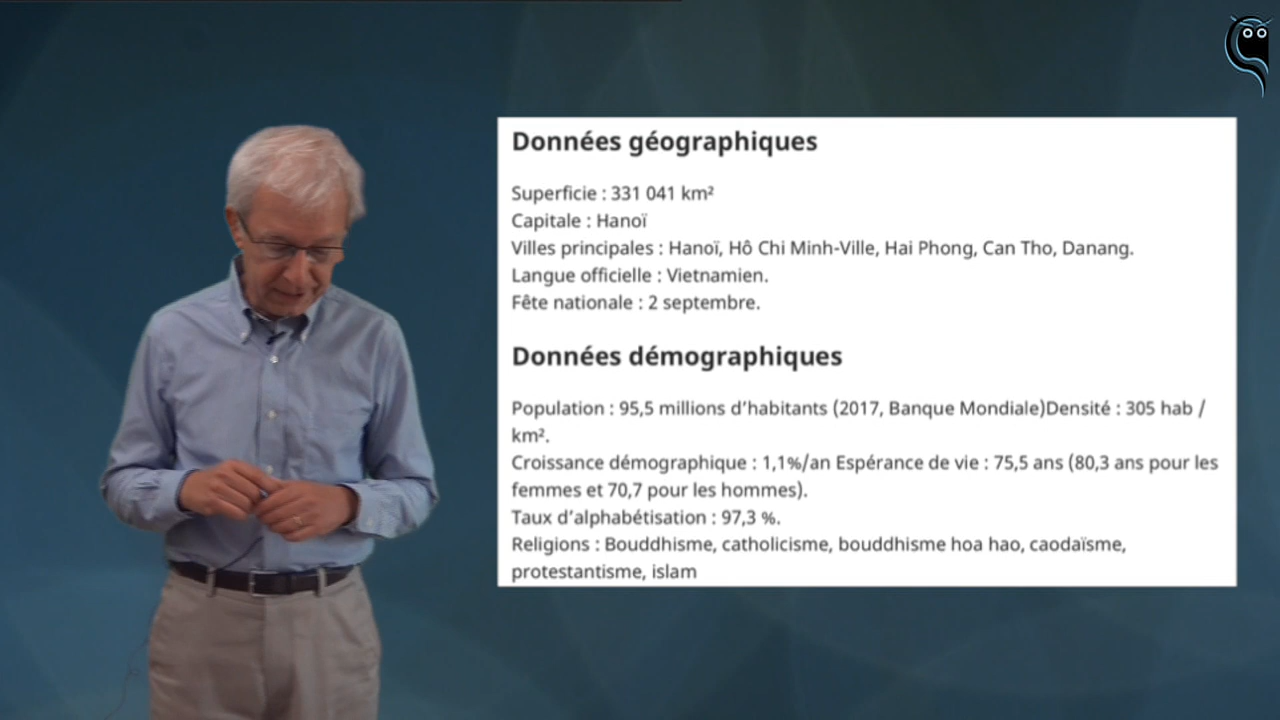 Données géographiques
Superficie : 331 041 km²
Capitale : Hanoï
Villes principales : Hanoï, Hô Chi Minh-Ville, Hai Phong, Can Tho, Danang.
Langue officielle : Vietnamien.
Fête nationale : 2 septembre.
Données démographiques
Population : 95,5 millions d’habitants (2017, Banque Mondiale)Densité : 305 hab /
km².
Croissance démographique : 1,1%/an Espérance de vie : 75,5 ans (80,3 ans pour les
femmes et 70,7 pour les hommes).
Taux d’alphabétisation : 97,3 %.
Religions : Bouddhisme, catholicisme, bouddhisme hoa hao, caodaïsme,
protestantisme, islam